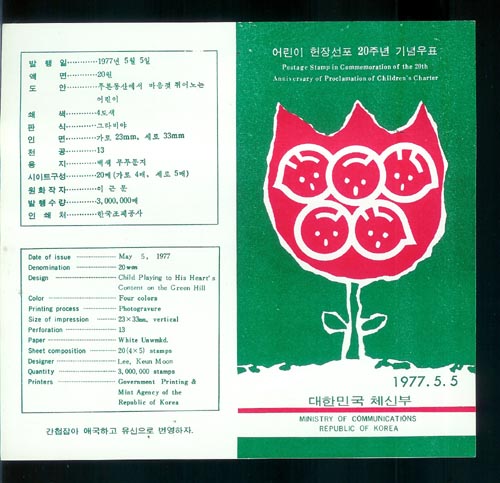 발 행 일 ············ 1977년 5월 5일
액 면 ············ 20원
도 안 ············ 푸른동산에서 마음껏 뛰어노는
어린이
쇄 색 ············ 4도색
판 식 ············ 그라비아
인 면 ············ 가로 23mm, 세로 33mm
천 공 ············ 13
용 지 ············ 백색 무투문지
시이트구성 ············ 20매 (가로 4매, 세로 5매)
원화작자 ············ 이 근 문
발행수량 ············ 3,000,000매
인 쇄 처 ············ 한국조폐공사
Date of issue ············ May 5, 1977
Denomination ············ 20 won
Design ············ Child Playing to His Heart's
Content on the Green Hill
Color ············ Four colors
Printing process ············ Photogravure
Size of impression ············ 23×33mm, vertical
Perforation ············ 13
Paper ············ White Unwmkd.
Sheet composition ············ 20 (4×5) stamps
Designer ············ Lee, Keun Moon
Quantity ············ 3,000,000 stamps
Printers ············ Government Printing &
Mint Agency of the
Republic of Korea
간첩잡아 애국하고 유신으로 번영하자.
어린이 헌장선포 20주년 기념우표
Postage Stamp in Commemoration of the 20th
Anniversary of Proclamation of Children's Charter
1977. 5. 5
대한민국 체신부
MINISTRY OF COMMUNICATIONS
REPUBLIC OF KOREA